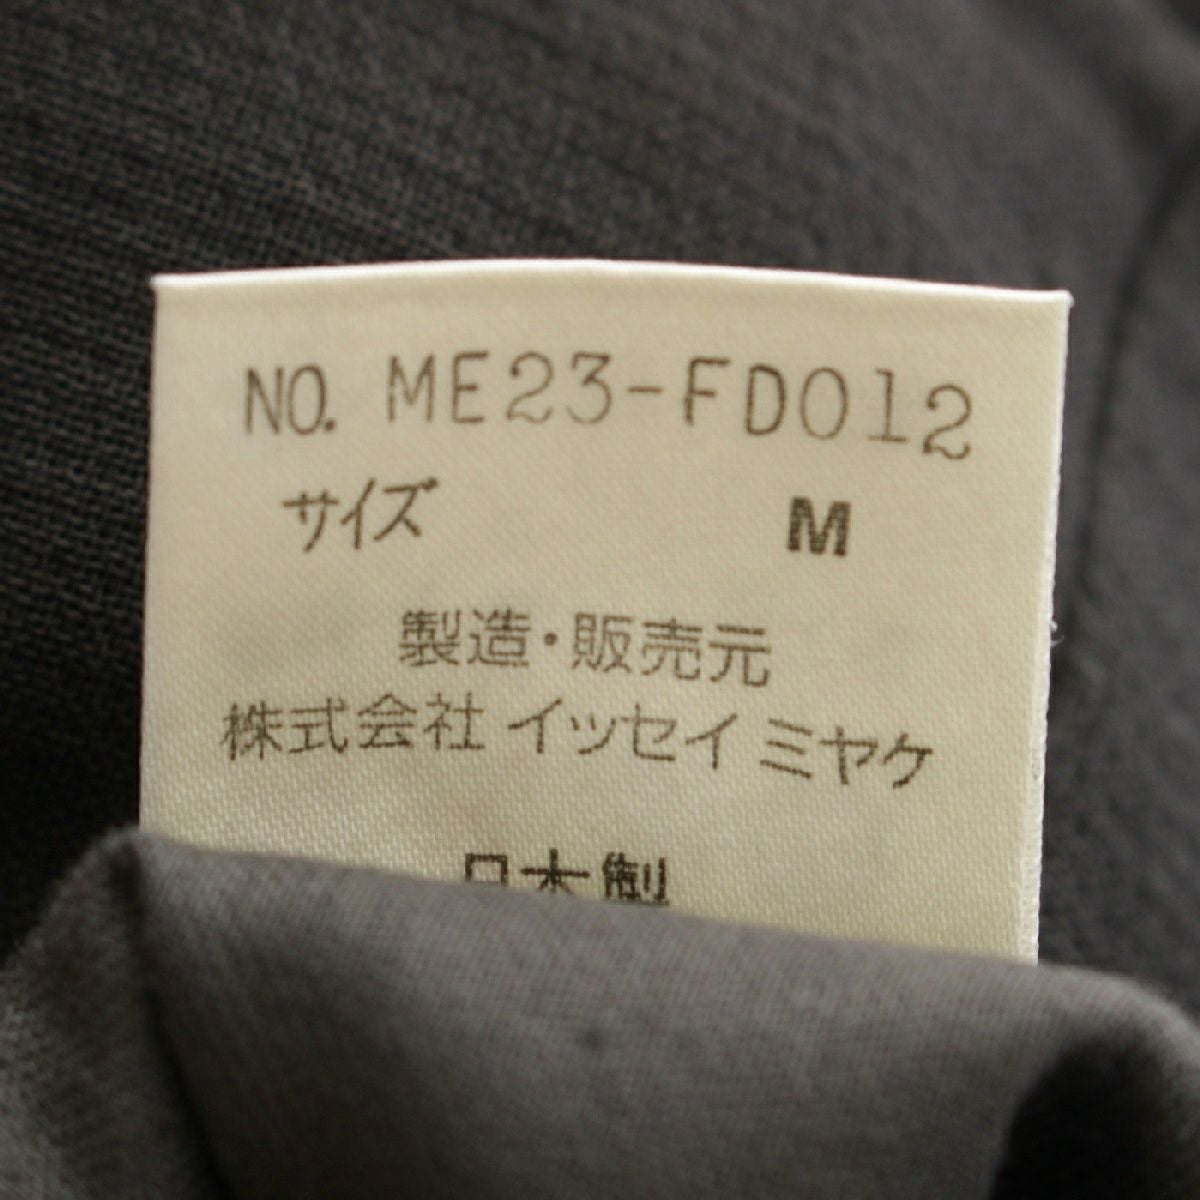 NO. ME23-FD012
サイズ M
製造・販売元
株式会社 イッセイ ミヤケ
日本製